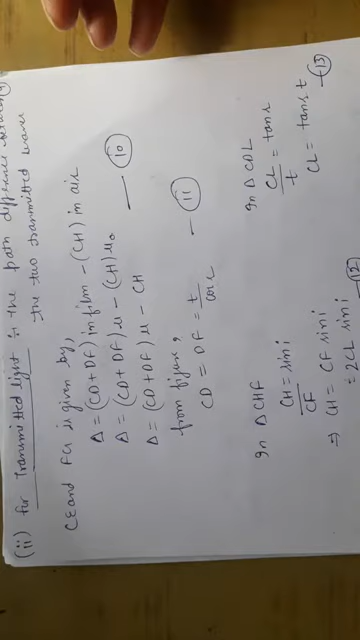 (ii) for Transmitted light is the path difference between
the two transmitted waves
CE and FG is given by,
Δ = (CD + DF) in film - (CH) in air
Δ = (CD + DF) μ - (CH) μ₀ — (10)
Δ = (CD + DF) μ - CH
from figure,
CD = DF = t/cos r — (11)
In Δ CHF
CH/CF = sin i
⇒ CH = CF sin i
= 2CL sin i — (12)
In Δ CDL
CL/t = tan r
CL = tan r t — (13)